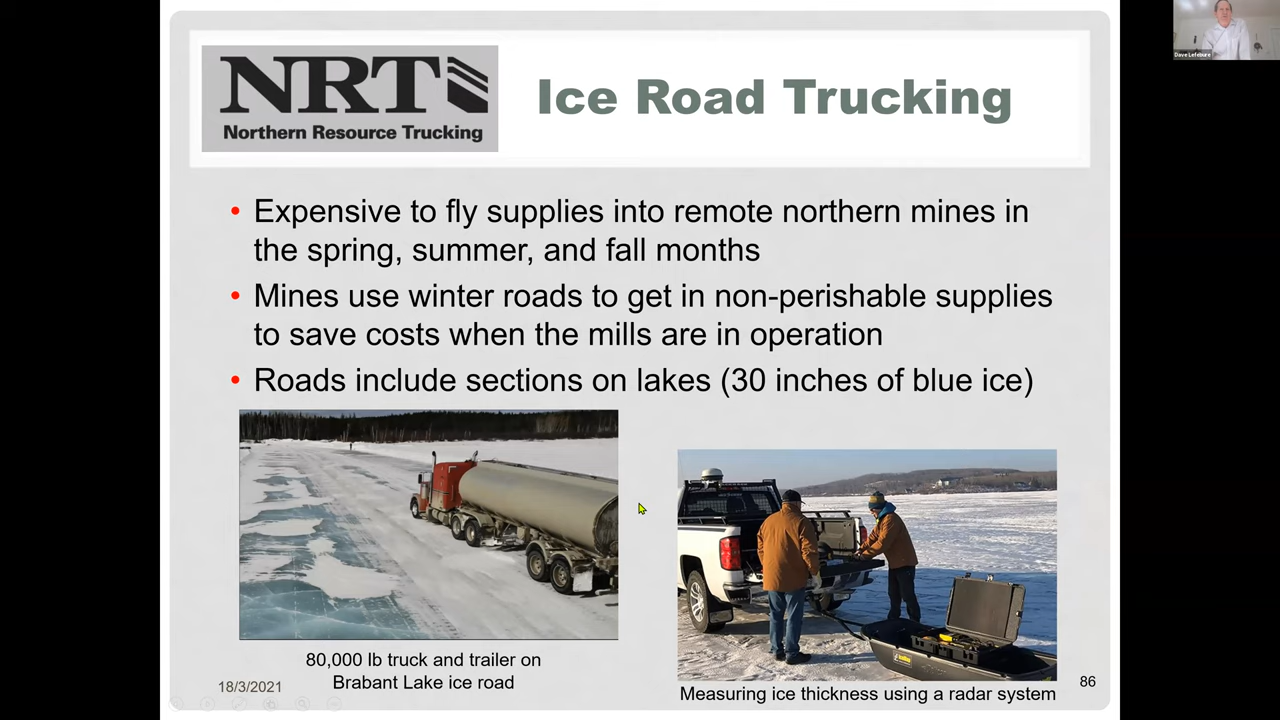 Dave Lefebure
NRT
Northern Resource Trucking
Ice Road Trucking
• Expensive to fly supplies into remote northern mines in
the spring, summer, and fall months
• Mines use winter roads to get in non-perishable supplies
to save costs when the mills are in operation
• Roads include sections on lakes (30 inches of blue ice)
80,000 lb truck and trailer on
Brabant Lake ice road
Measuring ice thickness using a radar system
18/3/2021
86